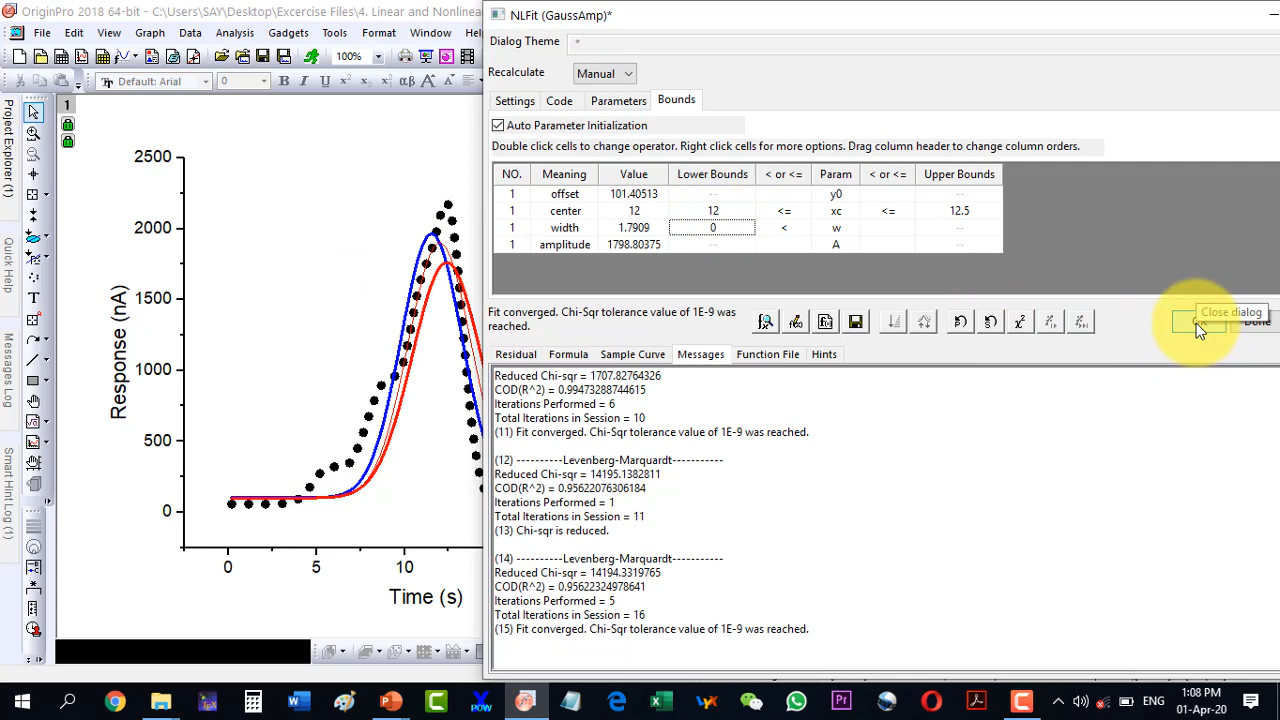 OriginPro 2018 64-bit - C:\Users\SAY\Desktop\Excercise Files\4. Linear and Nonline
File Edit View Graph Data Analysis Gadgets Tools Format Window
100%
Default: Arial 0 B I U
αβ A
1
Project Explorer (1)
Quick Help
Messages Log
Smart Hint Log (1)
2500
2000
1500
1000
500
0
Response (nA)
0 5 10
Time (s)
NLFit (GaussAmp)*
Dialog Theme *
Recalculate Manual
Settings Code Parameters Bounds
Auto Parameter Initialization
Double click cells to change operator. Right click cells for more options. Drag column header to change column orders.
NO. Meaning Value Lower Bounds < or <= Param < or <= Upper Bounds
1 offset 101.40513 -- y0 --
1 center 12 12 <= xc <= 12.5
1 width 1.7909 0 < w --
1 amplitude 1798.80375 -- A --
Fit converged. Chi-Sqr tolerance value of 1E-9 was
reached.
Close dialog
Done
Residual Formula Sample Curve Messages Function File Hints
Reduced Chi-sqr = 1707.82764326
COD(R^2) = 0.99473288744615
Iterations Performed = 6
Total Iterations in Session = 10
(11) Fit converged. Chi-Sqr tolerance value of 1E-9 was reached.
(12) ----------Levenberg-Marquardt-----------
Reduced Chi-sqr = 14195.1382811
COD(R^2) = 0.95622076306184
Iterations Performed = 1
Total Iterations in Session = 11
(13) Chi-sqr is reduced.
(14) ----------Levenberg-Marquardt-----------
Reduced Chi-sqr = 14194.3319765
COD(R^2) = 0.95622324978641
Iterations Performed = 5
Total Iterations in Session = 16
(15) Fit converged. Chi-Sqr tolerance value of 1E-9 was reached.
ENG
1:08 PM
01-Apr-20